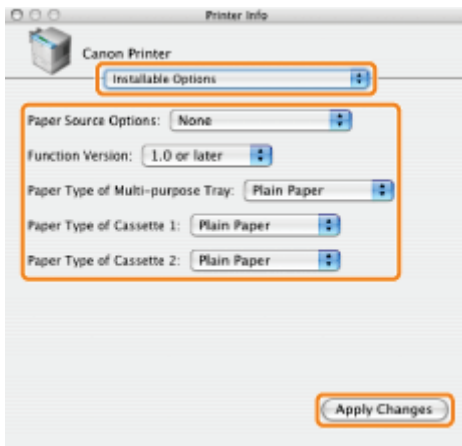 Printer Info
Canon Printer
Installable Options
Paper Source Options: None
Function Version: 1.0 or later
Paper Type of Multi-purpose Tray: Plain Paper
Paper Type of Cassette 1: Plain Paper
Paper Type of Cassette 2: Plain Paper
Apply Changes